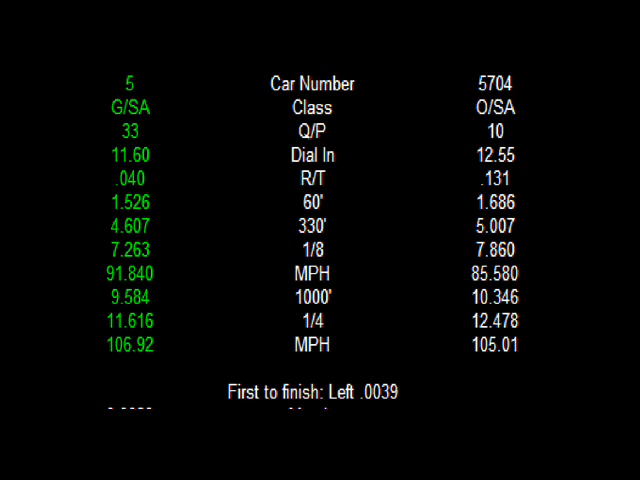 5 Car Number 5704
G/SA Class O/SA
33 Q/P 10
11.60 Dial In 12.55
.040 R/T .131
1.526 60' 1.686
4.607 330' 5.007
7.263 1/8 7.860
91.840 MPH 85.580
9.584 1000' 10.346
11.616 1/4 12.478
106.92 MPH 105.01
First to finish: Left .0039